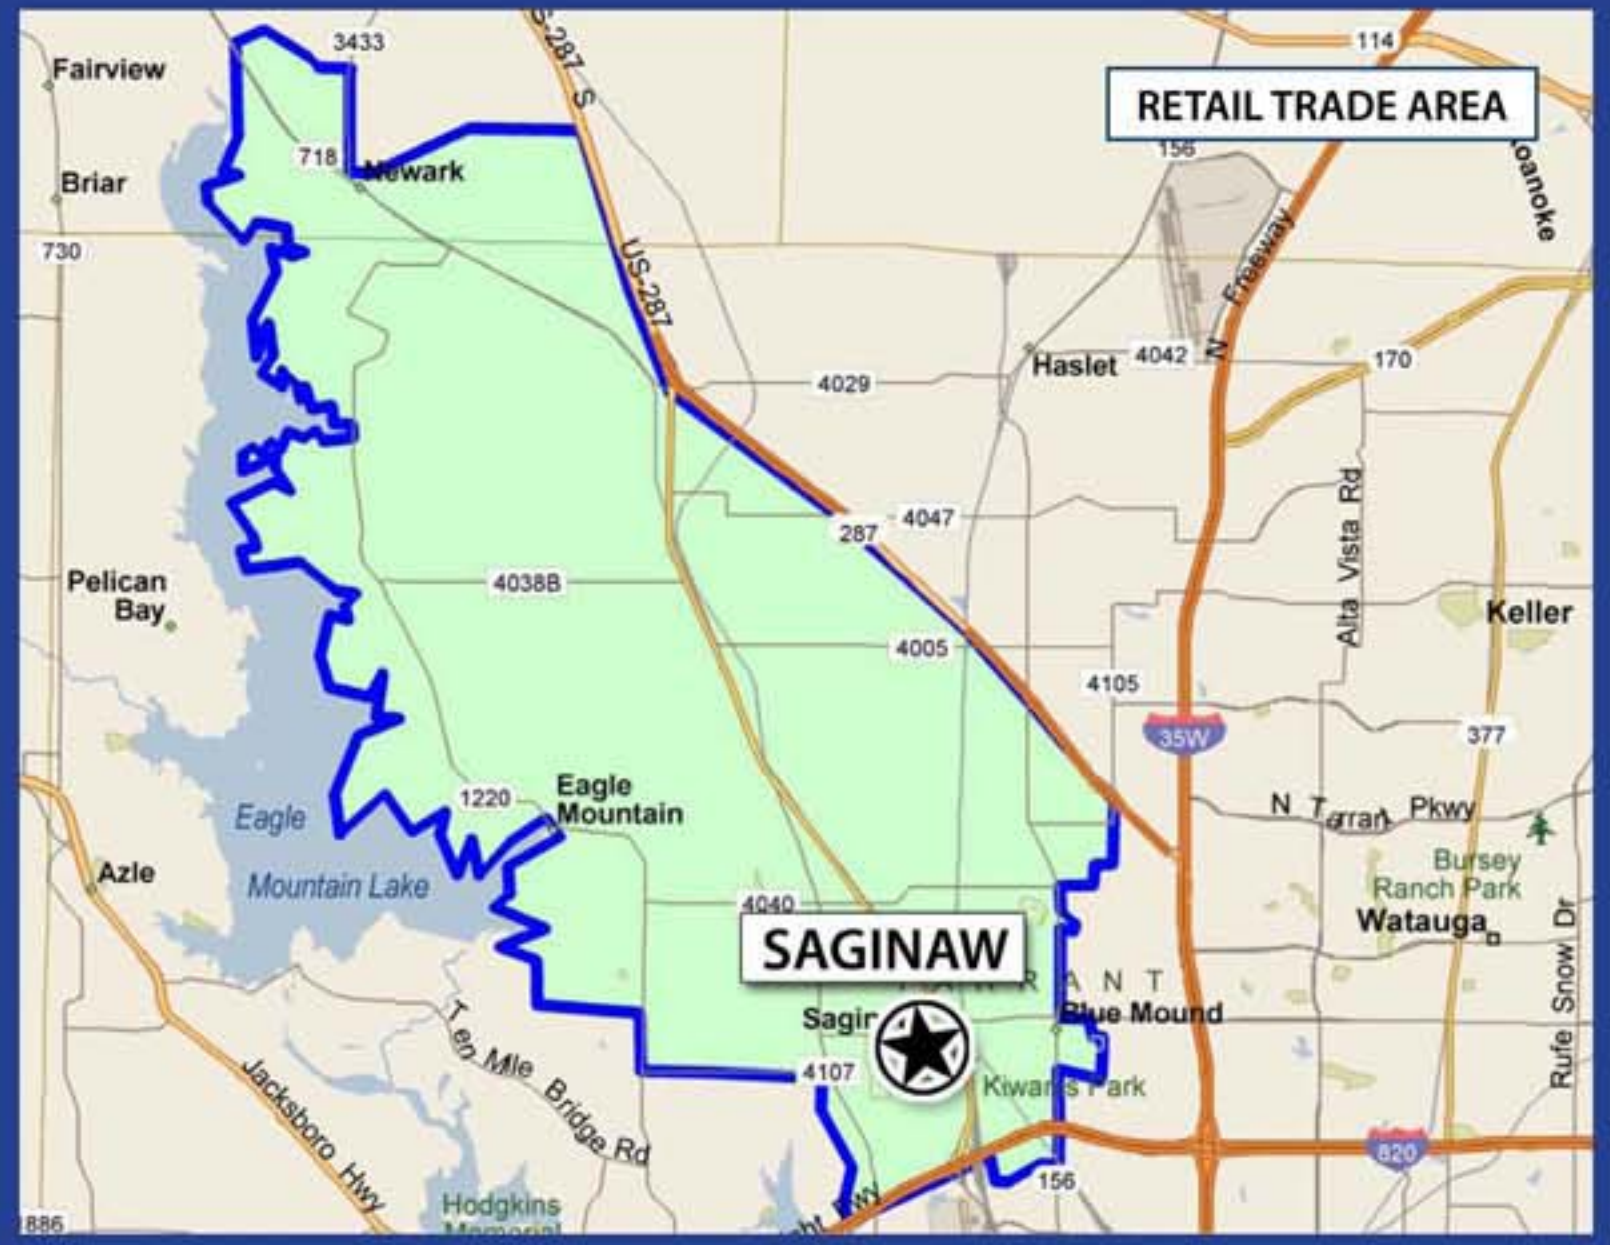 3433
S-287 S
114
Fairview
RETAIL TRADE AREA
718
Newark
156
Briar
730
US-287
N Freeway
Haslet
4042
170
4029
287
4047
Alta Vista Rd
Pelican
Bay
4038B
Keller
4005
4105
35W
377
1220
Eagle
Mountain
N Tarrant Pkwy
Eagle
Mountain Lake
Azle
Bursey
Ranch Park
Watauga
4040
SAGINAW
Rufe Snow Dr
Blue Mound
Ten Mile Bridge Rd
4107
Kiwanis Park
Jacksboro Hwy
820
156
Hodgkins
Memorial
1886